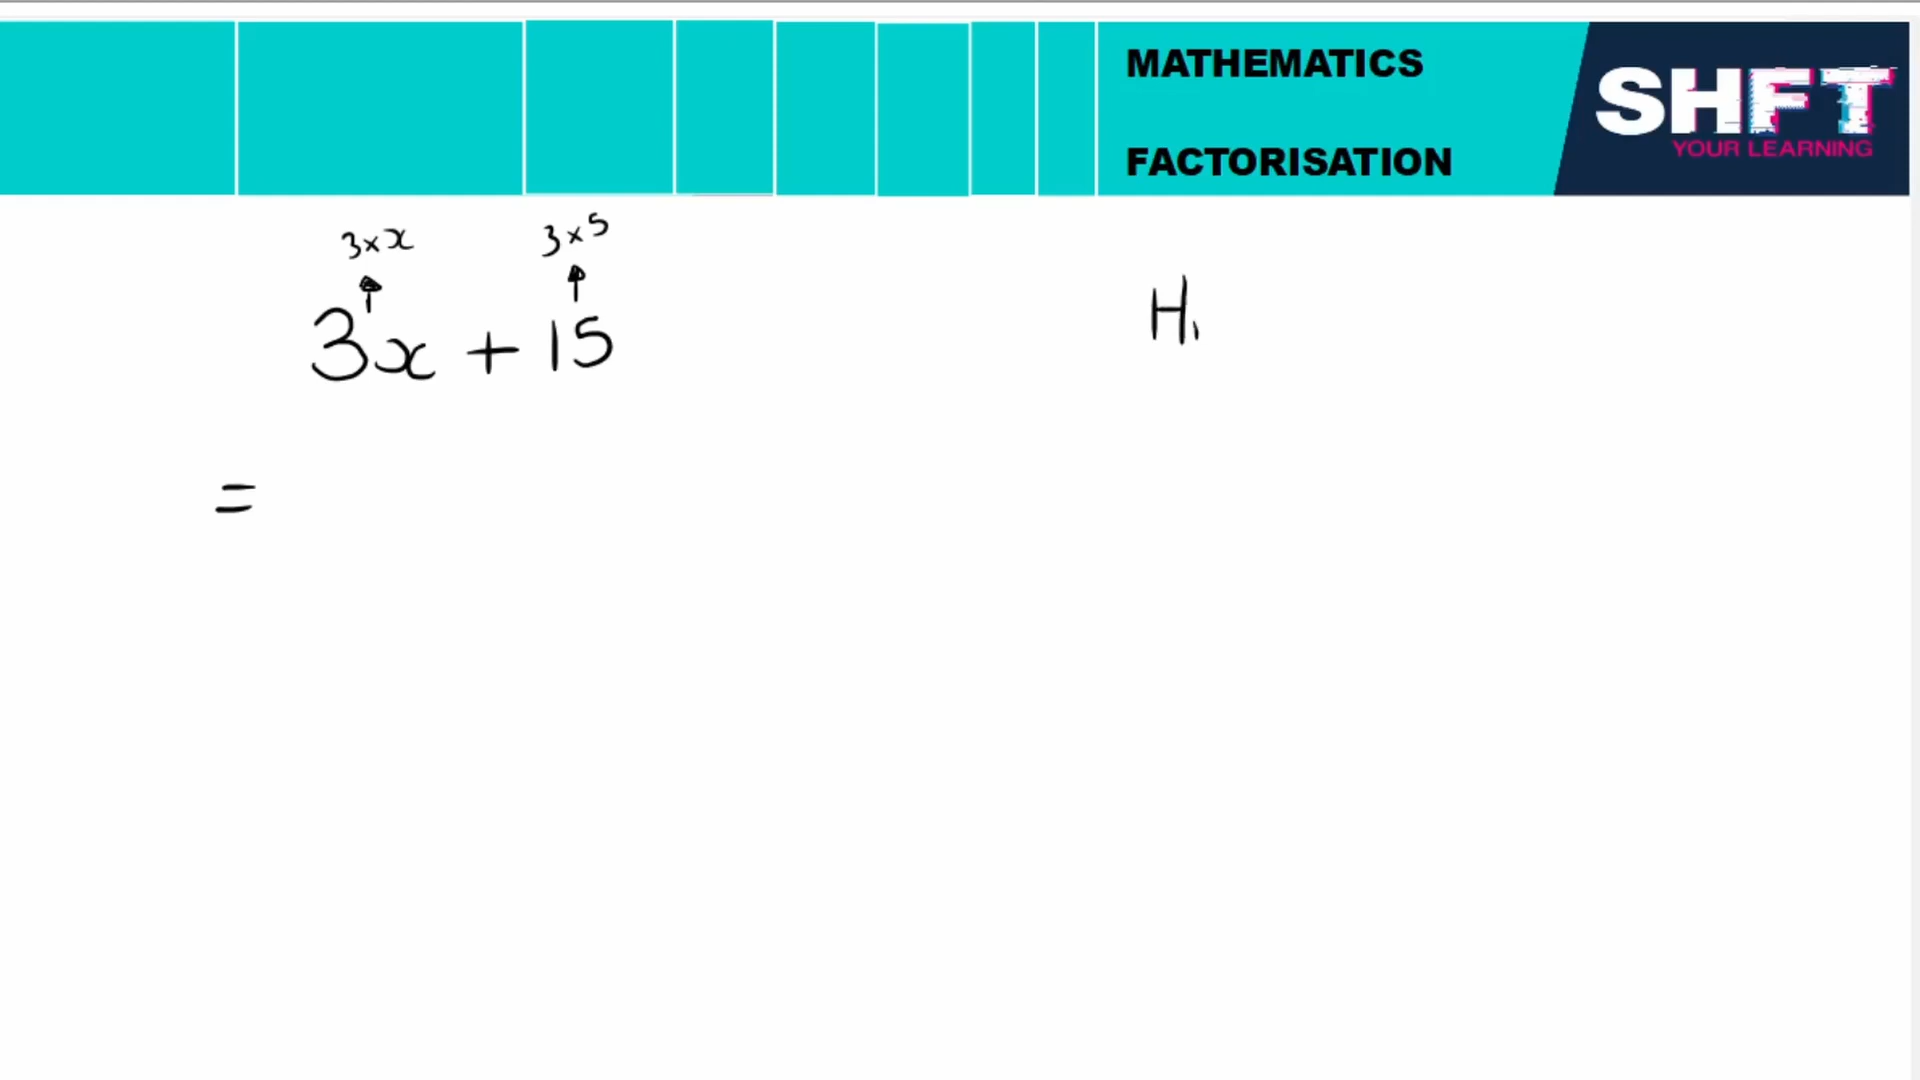 MATHEMATICS
FACTORISATION
SHFT
YOUR LEARNING
3 × x 3 × 5
3x + 15
H.
=